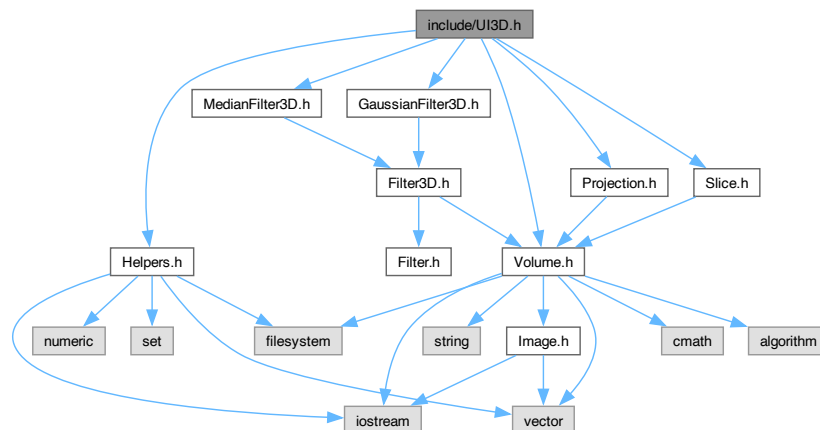 include/UI3D.h
MedianFilter3D.h
GaussianFilter3D.h
Filter3D.h
Projection.h
Slice.h
Helpers.h
Filter.h
Volume.h
numeric
set
filesystem
string
Image.h
cmath
algorithm
iostream
vector